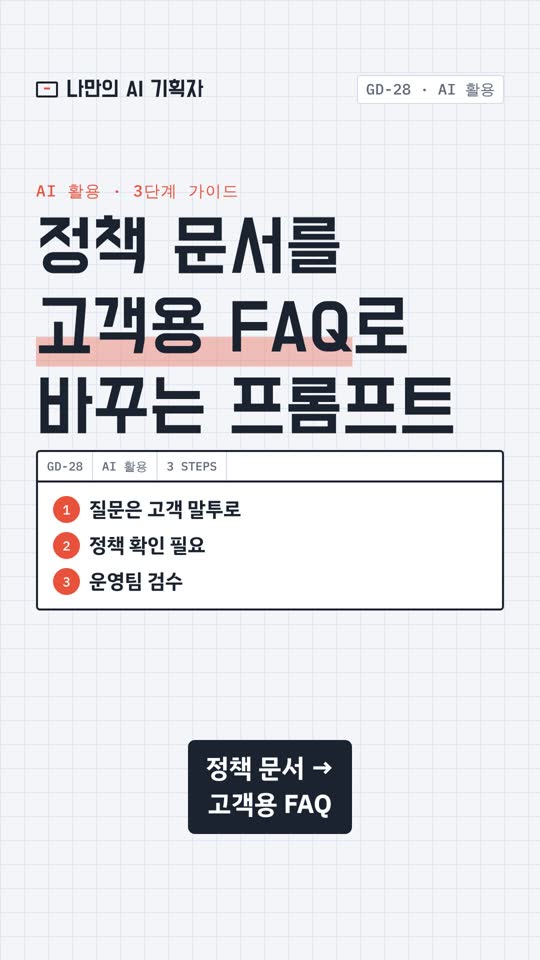 나만의 AI 기획자
GD-28 · AI 활용
AI 활용 · 3단계 가이드
정책 문서를
고객용 FAQ로
바꾸는 프롬프트
GD-28
AI 활용
3 STEPS
1 질문은 고객 말투로
2 정책 확인 필요
3 운영팀 검수
정책 문서 →
고객용 FAQ